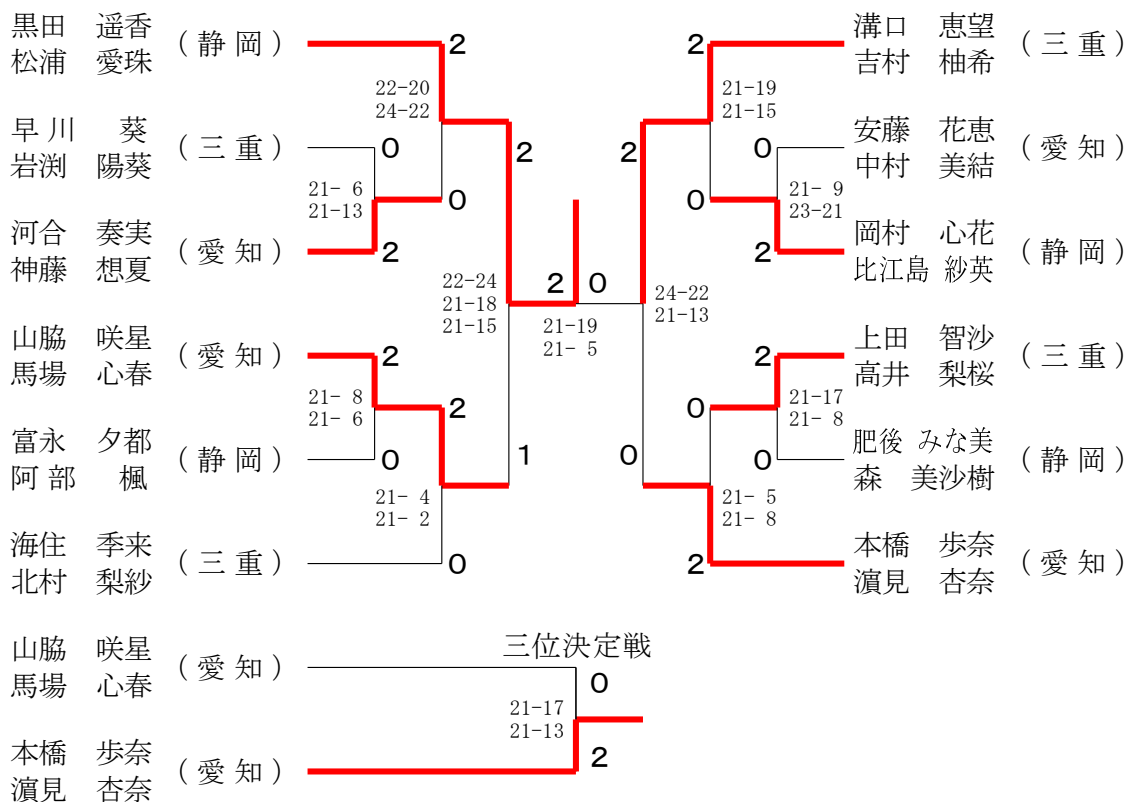 黒田　遥香
松浦　愛珠
(静岡)
2
22-20
24-22
早川　葵
岩渕　陽葵
(三重)
0
21- 6
21-13
0
河合　奏実
神藤　想夏
(愛知)
2
2
22-24
21-18
21-15
山脇　咲星
馬場　心春
(愛知)
2
21- 8
21- 6
2
富永　夕都
阿部　楓
(静岡)
0
21- 4
21- 2
1
海住　季来
北村　梨紗
(三重)
0
2 0
21-19
21- 5
溝口　恵望
吉村　柚希
(三重)
2
21-19
21-15
安藤　花恵
中村　美結
(愛知)
0
21- 9
23-21
0
岡村　心花
比江島 紗英
(静岡)
2
2
24-22
21-13
上田　智沙
高井　梨桜
(三重)
2
21-17
21- 8
0
肥後 みな美
森　美沙樹
(静岡)
0
21- 5
21- 8
0
本橋　歩奈
濵見　杏奈
(愛知)
2
三位決定戦
山脇　咲星
馬場　心春
(愛知)
0
21-17
21-13
本橋　歩奈
濵見　杏奈
(愛知)
2